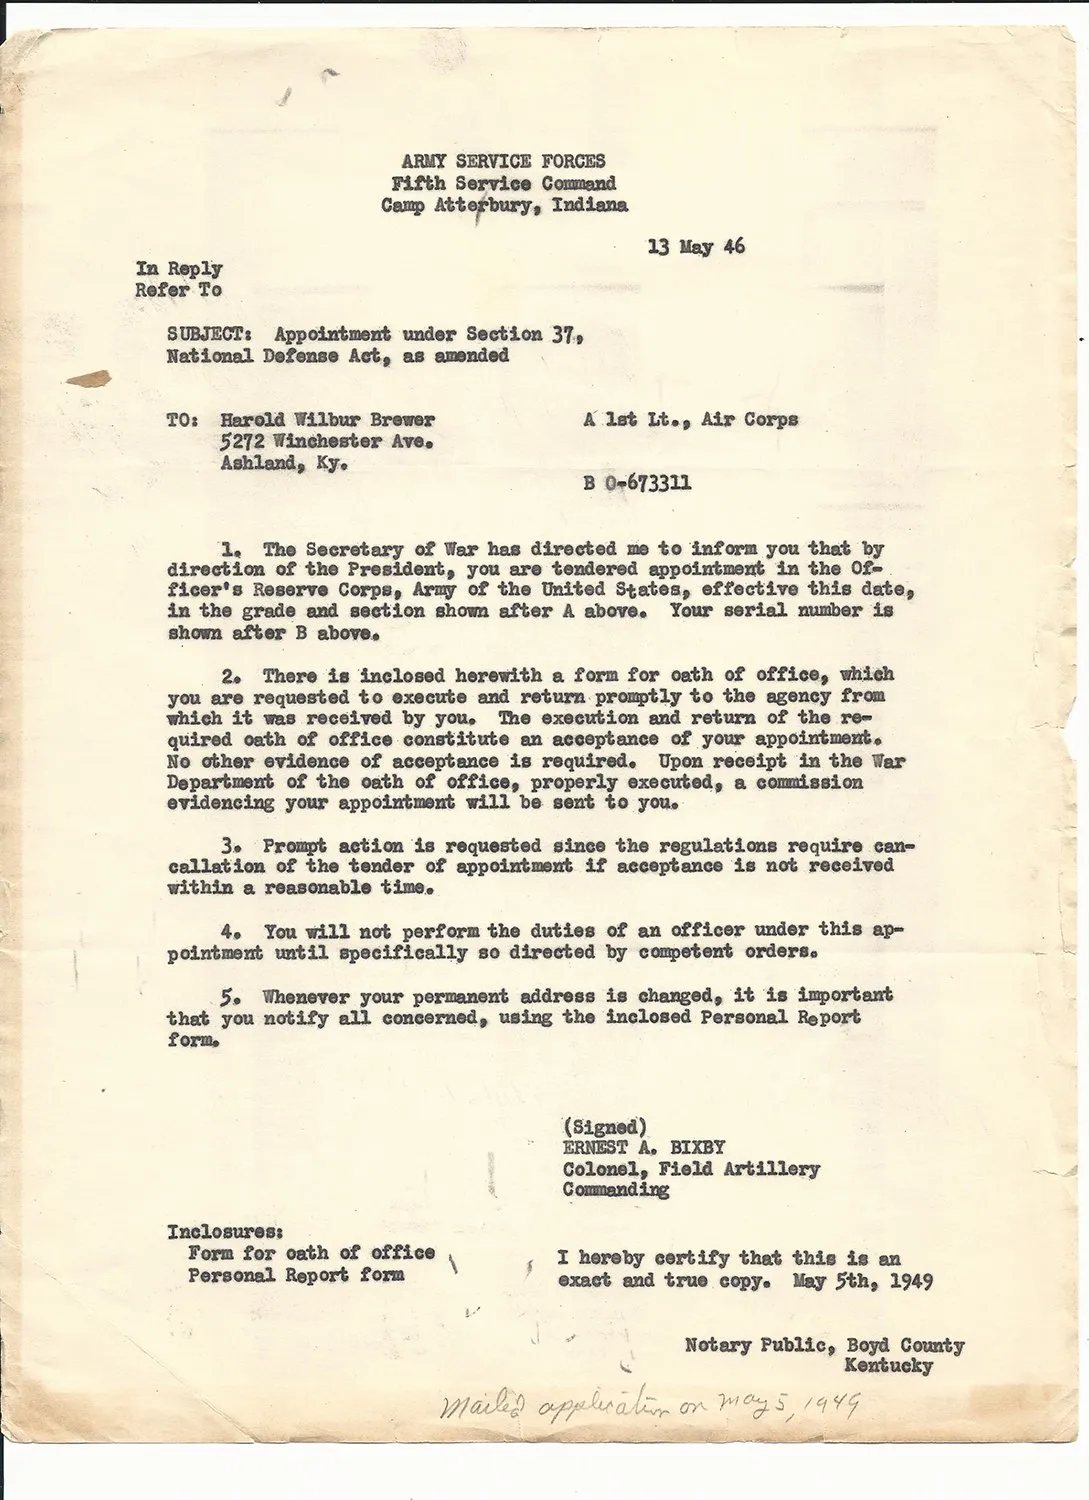 ARMY SERVICE FORCES
Fifth Service Command
Camp Atterbury, Indiana
13 May 46
In Reply
Refer To
SUBJECT: Appointment under Section 37,
National Defense Act, as amended
TO: Harold Wilbur Brewer
5272 Winchester Ave.
Ashland, Ky.
A 1st Lt., Air Corps
B O-673311
1. The Secretary of War has directed me to inform you that by
direction of the President, you are tendered appointment in the Of-
ficer's Reserve Corps, Army of the United States, effective this date,
in the grade and section shown after A above. Your serial number is
shown after B above.
2. There is inclosed herewith a form for oath of office, which
you are requested to execute and return promptly to the agency from
which it was received by you. The execution and return of the re-
quired oath of office constitute an acceptance of your appointment.
No other evidence of acceptance is required. Upon receipt in the War
Department of the oath of office, properly executed, a commission
evidencing your appointment will be sent to you.
3. Prompt action is requested since the regulations require can-
callation of the tender of appointment if acceptance is not received
within a reasonable time.
4. You will not perform the duties of an officer under this ap-
pointment until specifically so directed by competent orders.
5. Whenever your permanent address is changed, it is important
that you notify all concerned, using the inclosed Personal Report
form.
(Signed)
ERNEST A. BIXBY
Colonel, Field Artillery
Commanding
Inclosures:
Form for oath of office
Personal Report form
I hereby certify that this is an
exact and true copy. May 5th, 1949
Notary Public, Boyd County
Kentucky
Mailed application on May 5, 1949